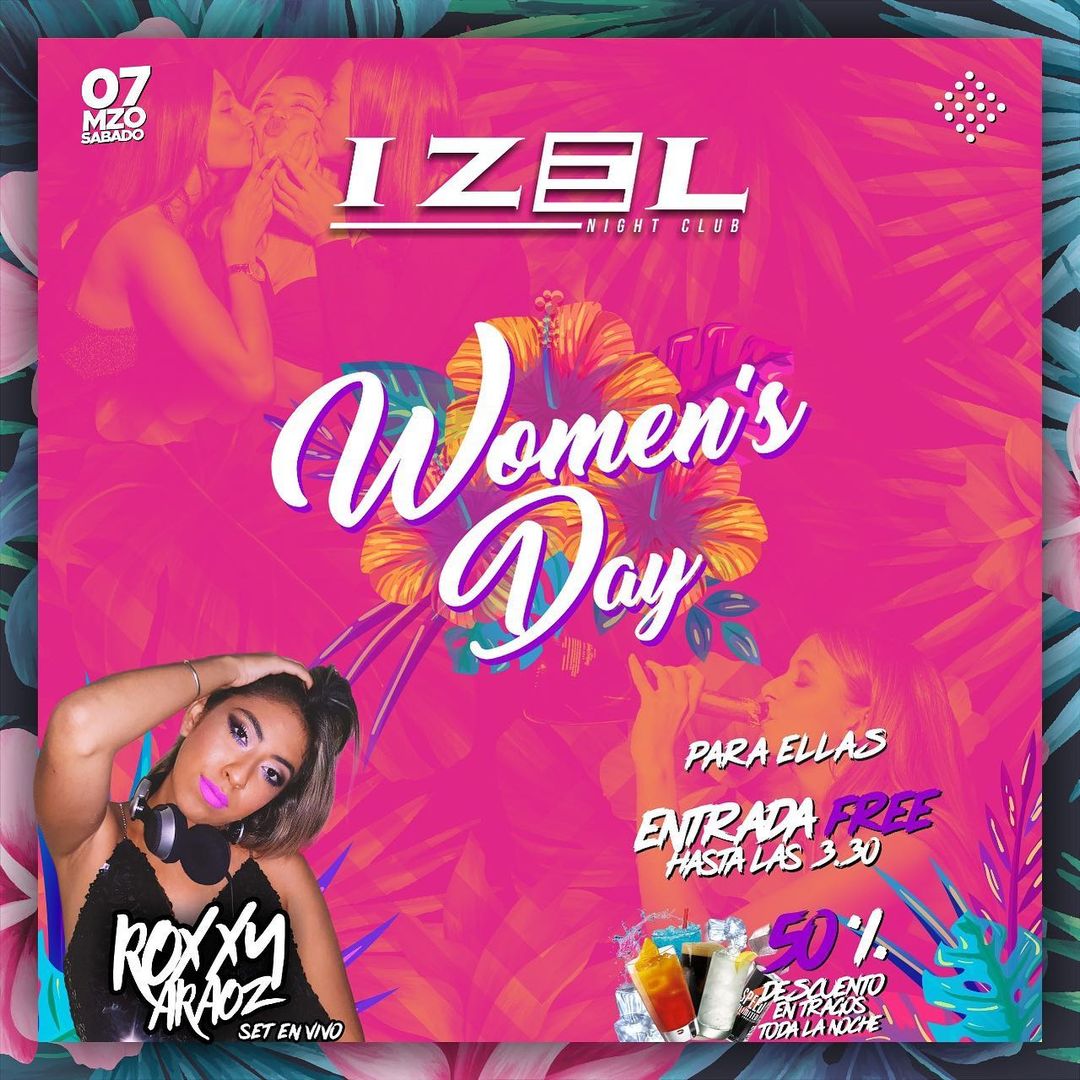 07
MZO
SABADO
IZEL
NIGHT CLUB
Women's
Day
PARA ELLAS
ENTRADA FREE
HASTA LAS 3.30
50%
DESCUENTO
EN TRAGOS
TODA LA NOCHE
ROXXY
ARAOZ
SET EN VIVO